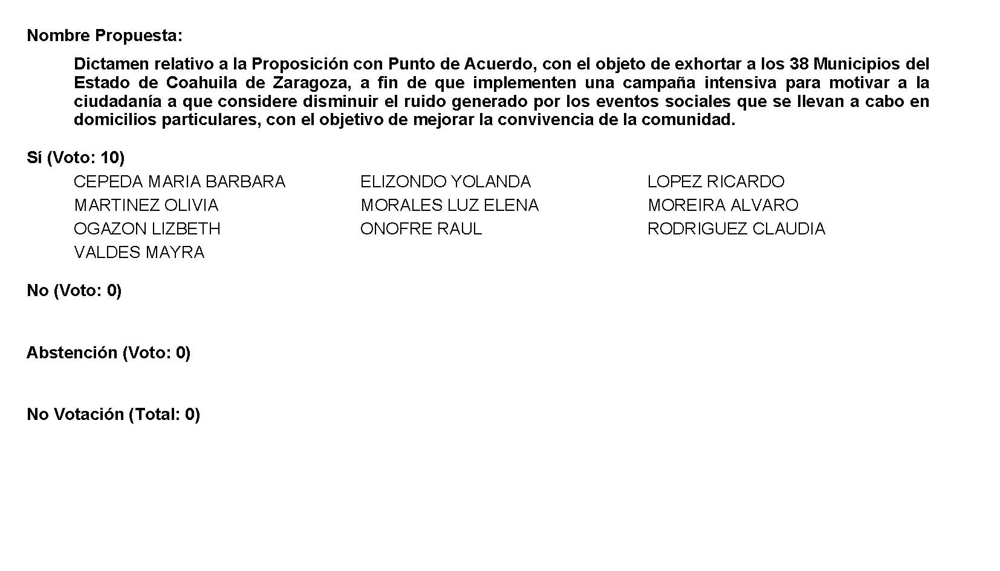 Nombre Propuesta:
Dictamen relativo a la Proposición con Punto de Acuerdo, con el objeto de exhortar a los 38 Municipios del
Estado de Coahuila de Zaragoza, a fin de que implementen una campaña intensiva para motivar a la
ciudadanía a que considere disminuir el ruido generado por los eventos sociales que se llevan a cabo en
domicilios particulares, con el objetivo de mejorar la convivencia de la comunidad.
Sí (Voto: 10)
CEPEDA MARIA BARBARA ELIZONDO YOLANDA LOPEZ RICARDO
MARTINEZ OLIVIA MORALES LUZ ELENA MOREIRA ALVARO
OGAZON LIZBETH ONOFRE RAUL RODRIGUEZ CLAUDIA
VALDES MAYRA
No (Voto: 0)
Abstención (Voto: 0)
No Votación (Total: 0)